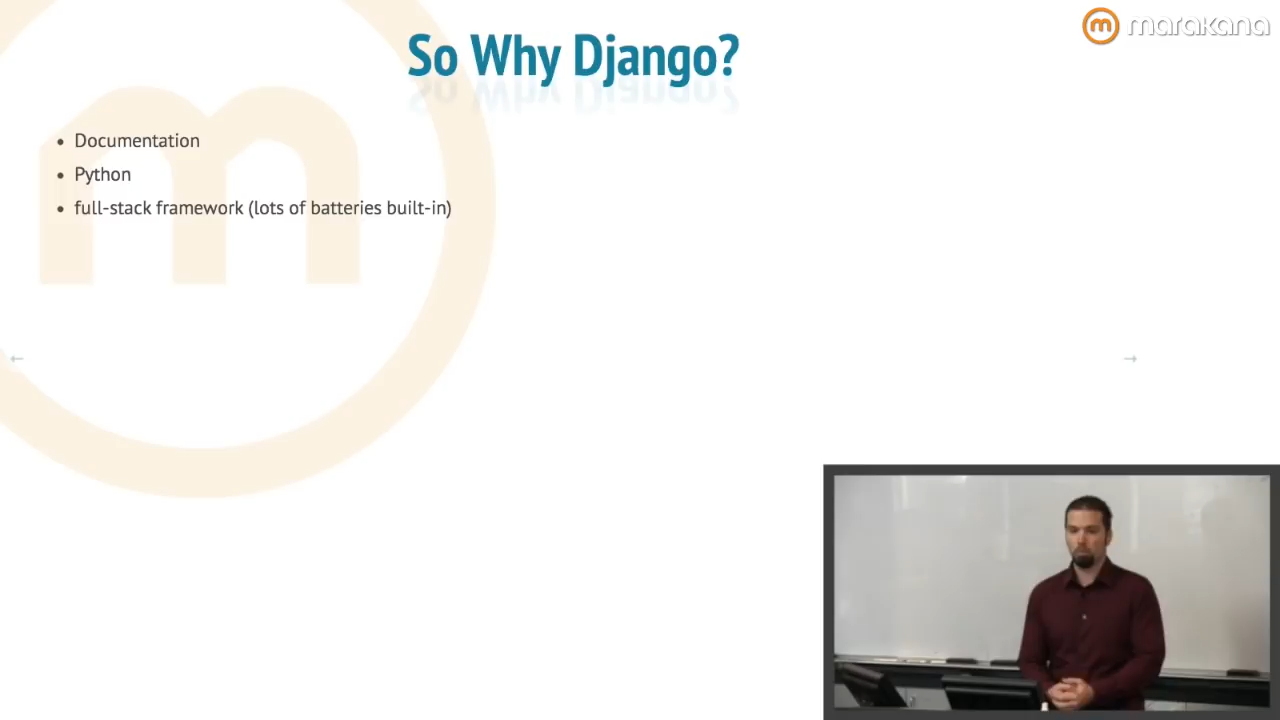 So Why Django?
marakana
Documentation
Python
full-stack framework (lots of batteries built-in)